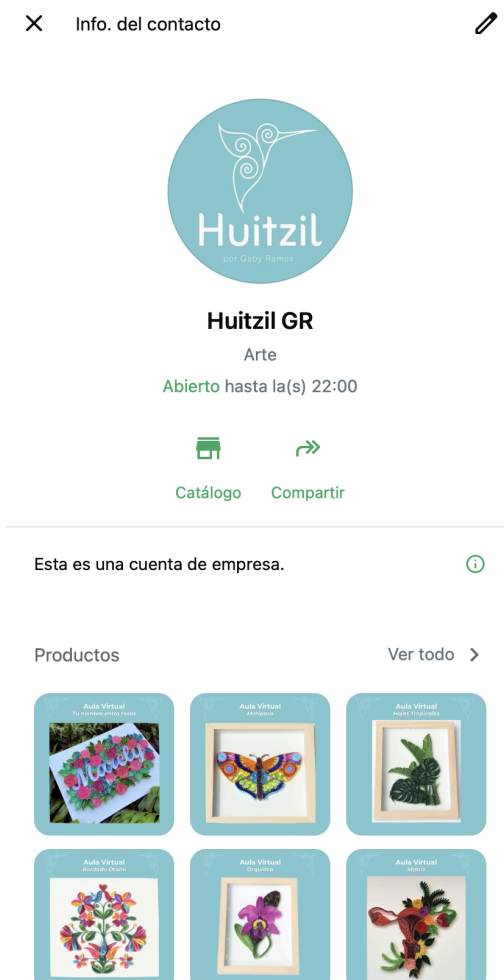 Info. del contacto
Huitzil
por Gaby Ramos
Huitzil GR
Arte
Abierto hasta la(s) 22:00
Catálogo
Compartir
Esta es una cuenta de empresa.
Productos
Ver todo
Aula Virtual
Tu nombre entre rosas
Aula Virtual
Mariposa
Aula Virtual
Hojas Tropicales
Aula Virtual
Bordado Otomí
Aula Virtual
Orquídea
Aula Virtual
Matriz